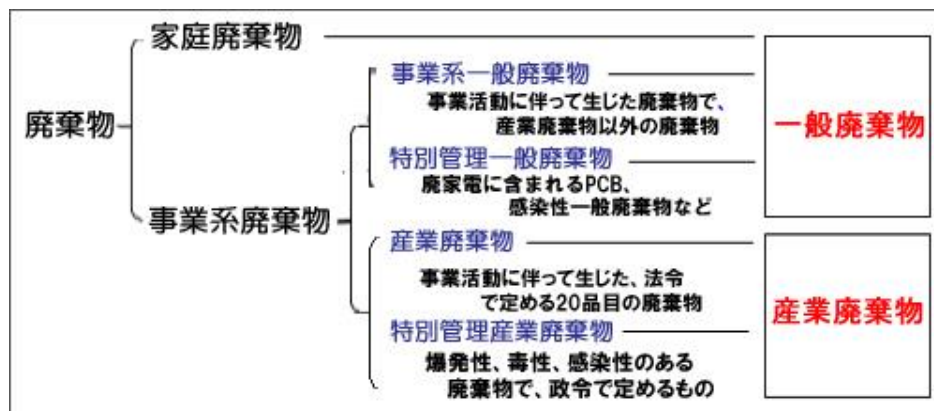 廃棄物
家庭廃棄物
事業系廃棄物
事業系一般廃棄物
事業活動に伴って生じた廃棄物で、
産業廃棄物以外の廃棄物
特別管理一般廃棄物
廃家電に含まれるPCB、
感染性一般廃棄物など
一般廃棄物
産業廃棄物
事業活動に伴って生じた、法令
で定める20品目の廃棄物
特別管理産業廃棄物
爆発性、毒性、感染性のある
廃棄物で、政令で定めるもの
産業廃棄物